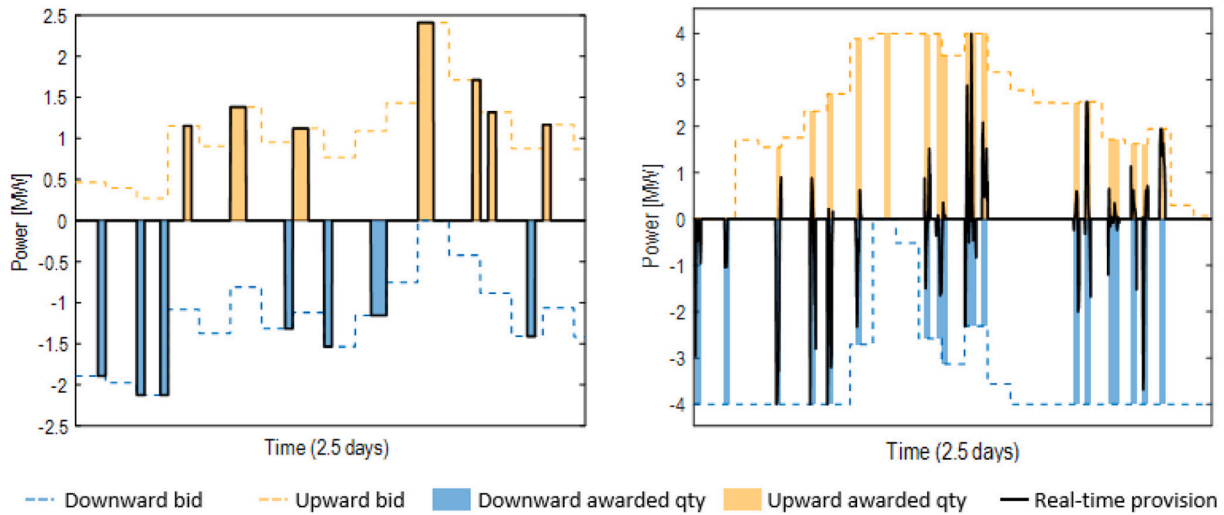 2.5
2
1.5
1
0.5
0
-0.5
-1
-1.5
-2
2.5
Power [MW]
Time (2.5 days)
4
3
2
1
0
-1
-2
-3
-4
Power [MW]
Time (2.5 days)
Downward bid
Upward bid
Downward awarded qty
Upward awarded qty
Real-time provision